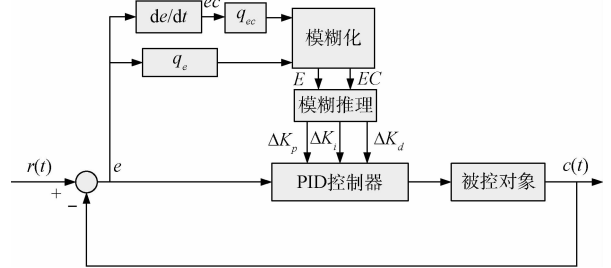 de/dt
ec
q_ec
模糊化
q_e
E
EC
模糊推理
ΔK_p
ΔK_i
ΔK_d
r(t)
e
PID控制器
被控对象
c(t)
+
−